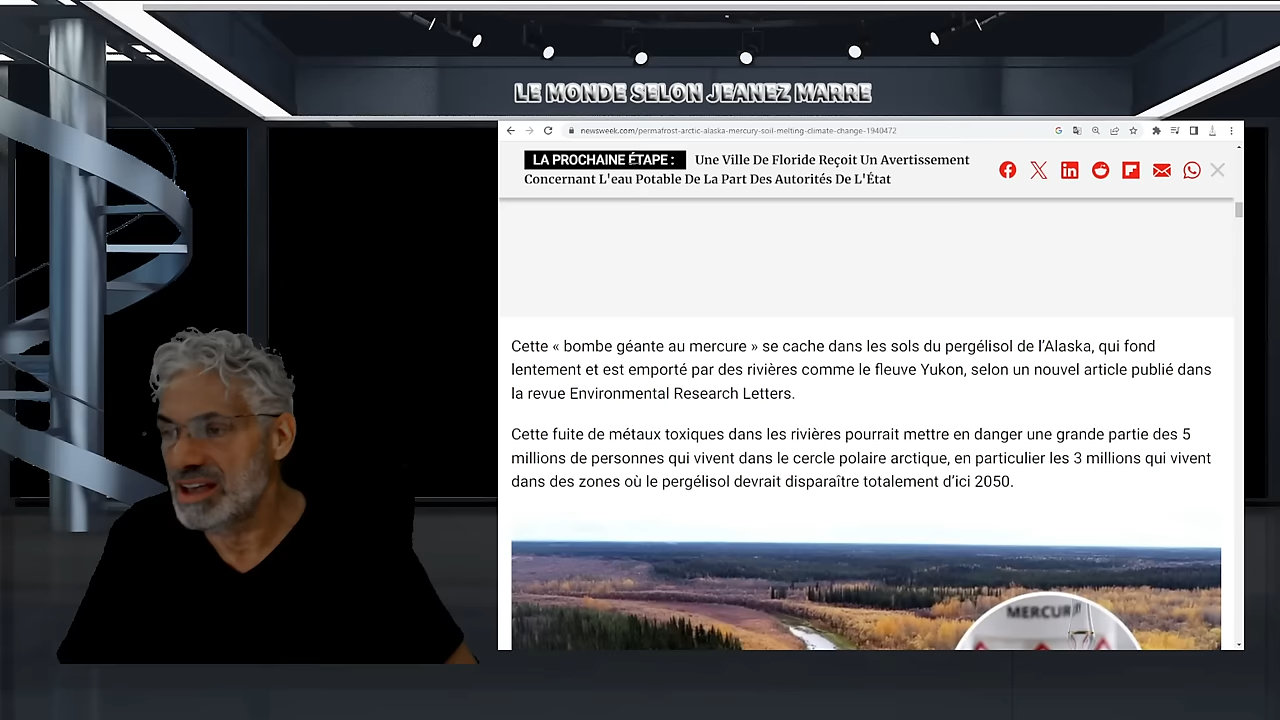 LE MONDE SELON JEANEZ MARRE
newsweek.com/permafrost-arctic-alaska-mercury-soil-melting-climate-change-1940472
LA PROCHAINE ÉTAPE : Une Ville De Floride Reçoit Un Avertissement
Concernant L'eau Potable De La Part Des Autorités De L'État
Cette « bombe géante au mercure » se cache dans les sols du pergélisol de l’Alaska, qui fond
lentement et est emporté par des rivières comme le fleuve Yukon, selon un nouvel article publié dans
la revue Environmental Research Letters.
Cette fuite de métaux toxiques dans les rivières pourrait mettre en danger une grande partie des 5
millions de personnes qui vivent dans le cercle polaire arctique, en particulier les 3 millions qui vivent
dans des zones où le pergélisol devrait disparaître totalement d’ici 2050.
MERCURY